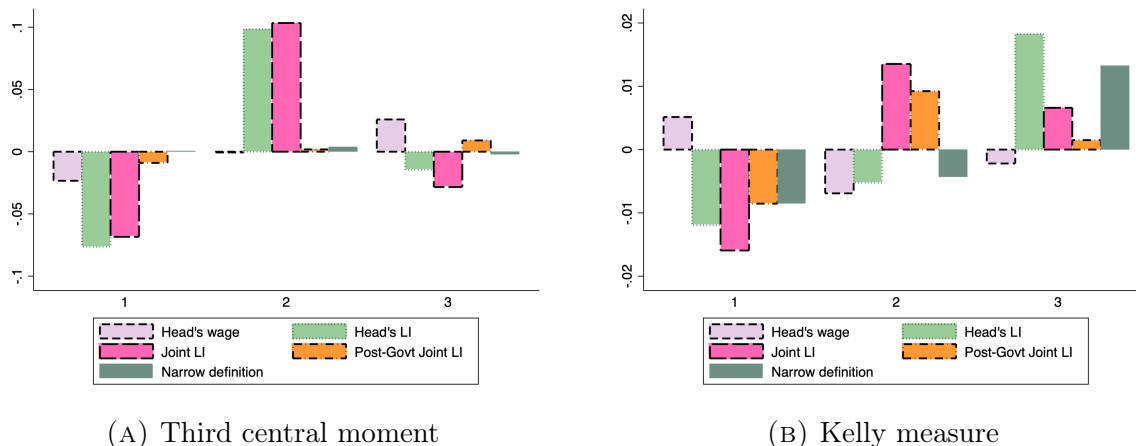 .1
.05
0
-.05
-.1
1 2 3
Head's wage Head's LI
Joint LI Post-Govt Joint LI
Narrow definition
(A) Third central moment
.02
.01
0
-.01
-.02
1 2 3
Head's wage Head's LI
Joint LI Post-Govt Joint LI
Narrow definition
(B) Kelly measure